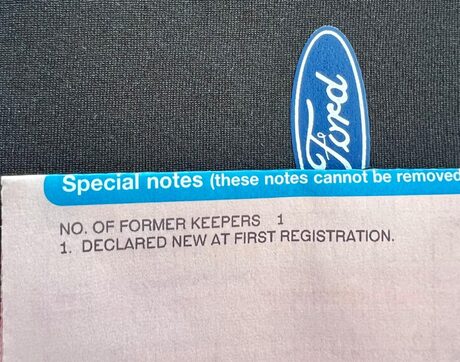 Ford
Special notes (these notes cannot be removed
NO. OF FORMER KEEPERS 1
1. DECLARED NEW AT FIRST REGISTRATION.